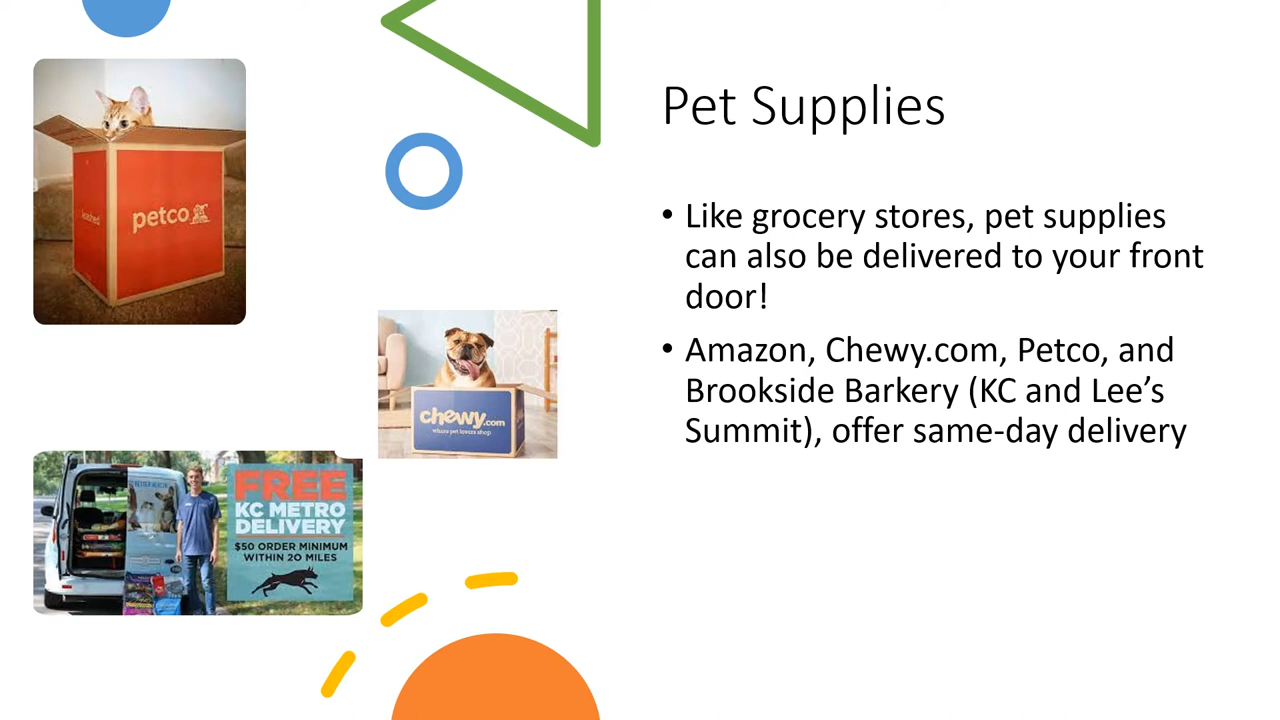 Pet Supplies
• Like grocery stores, pet supplies
can also be delivered to your front
door!
• Amazon, Chewy.com, Petco, and
Brookside Barkery (KC and Lee’s
Summit), offer same-day delivery
petco
chewy.com
where pet lovers shop
FREE
KC METRO
DELIVERY
$50 ORDER MINIMUM
WITHIN 20 MILES